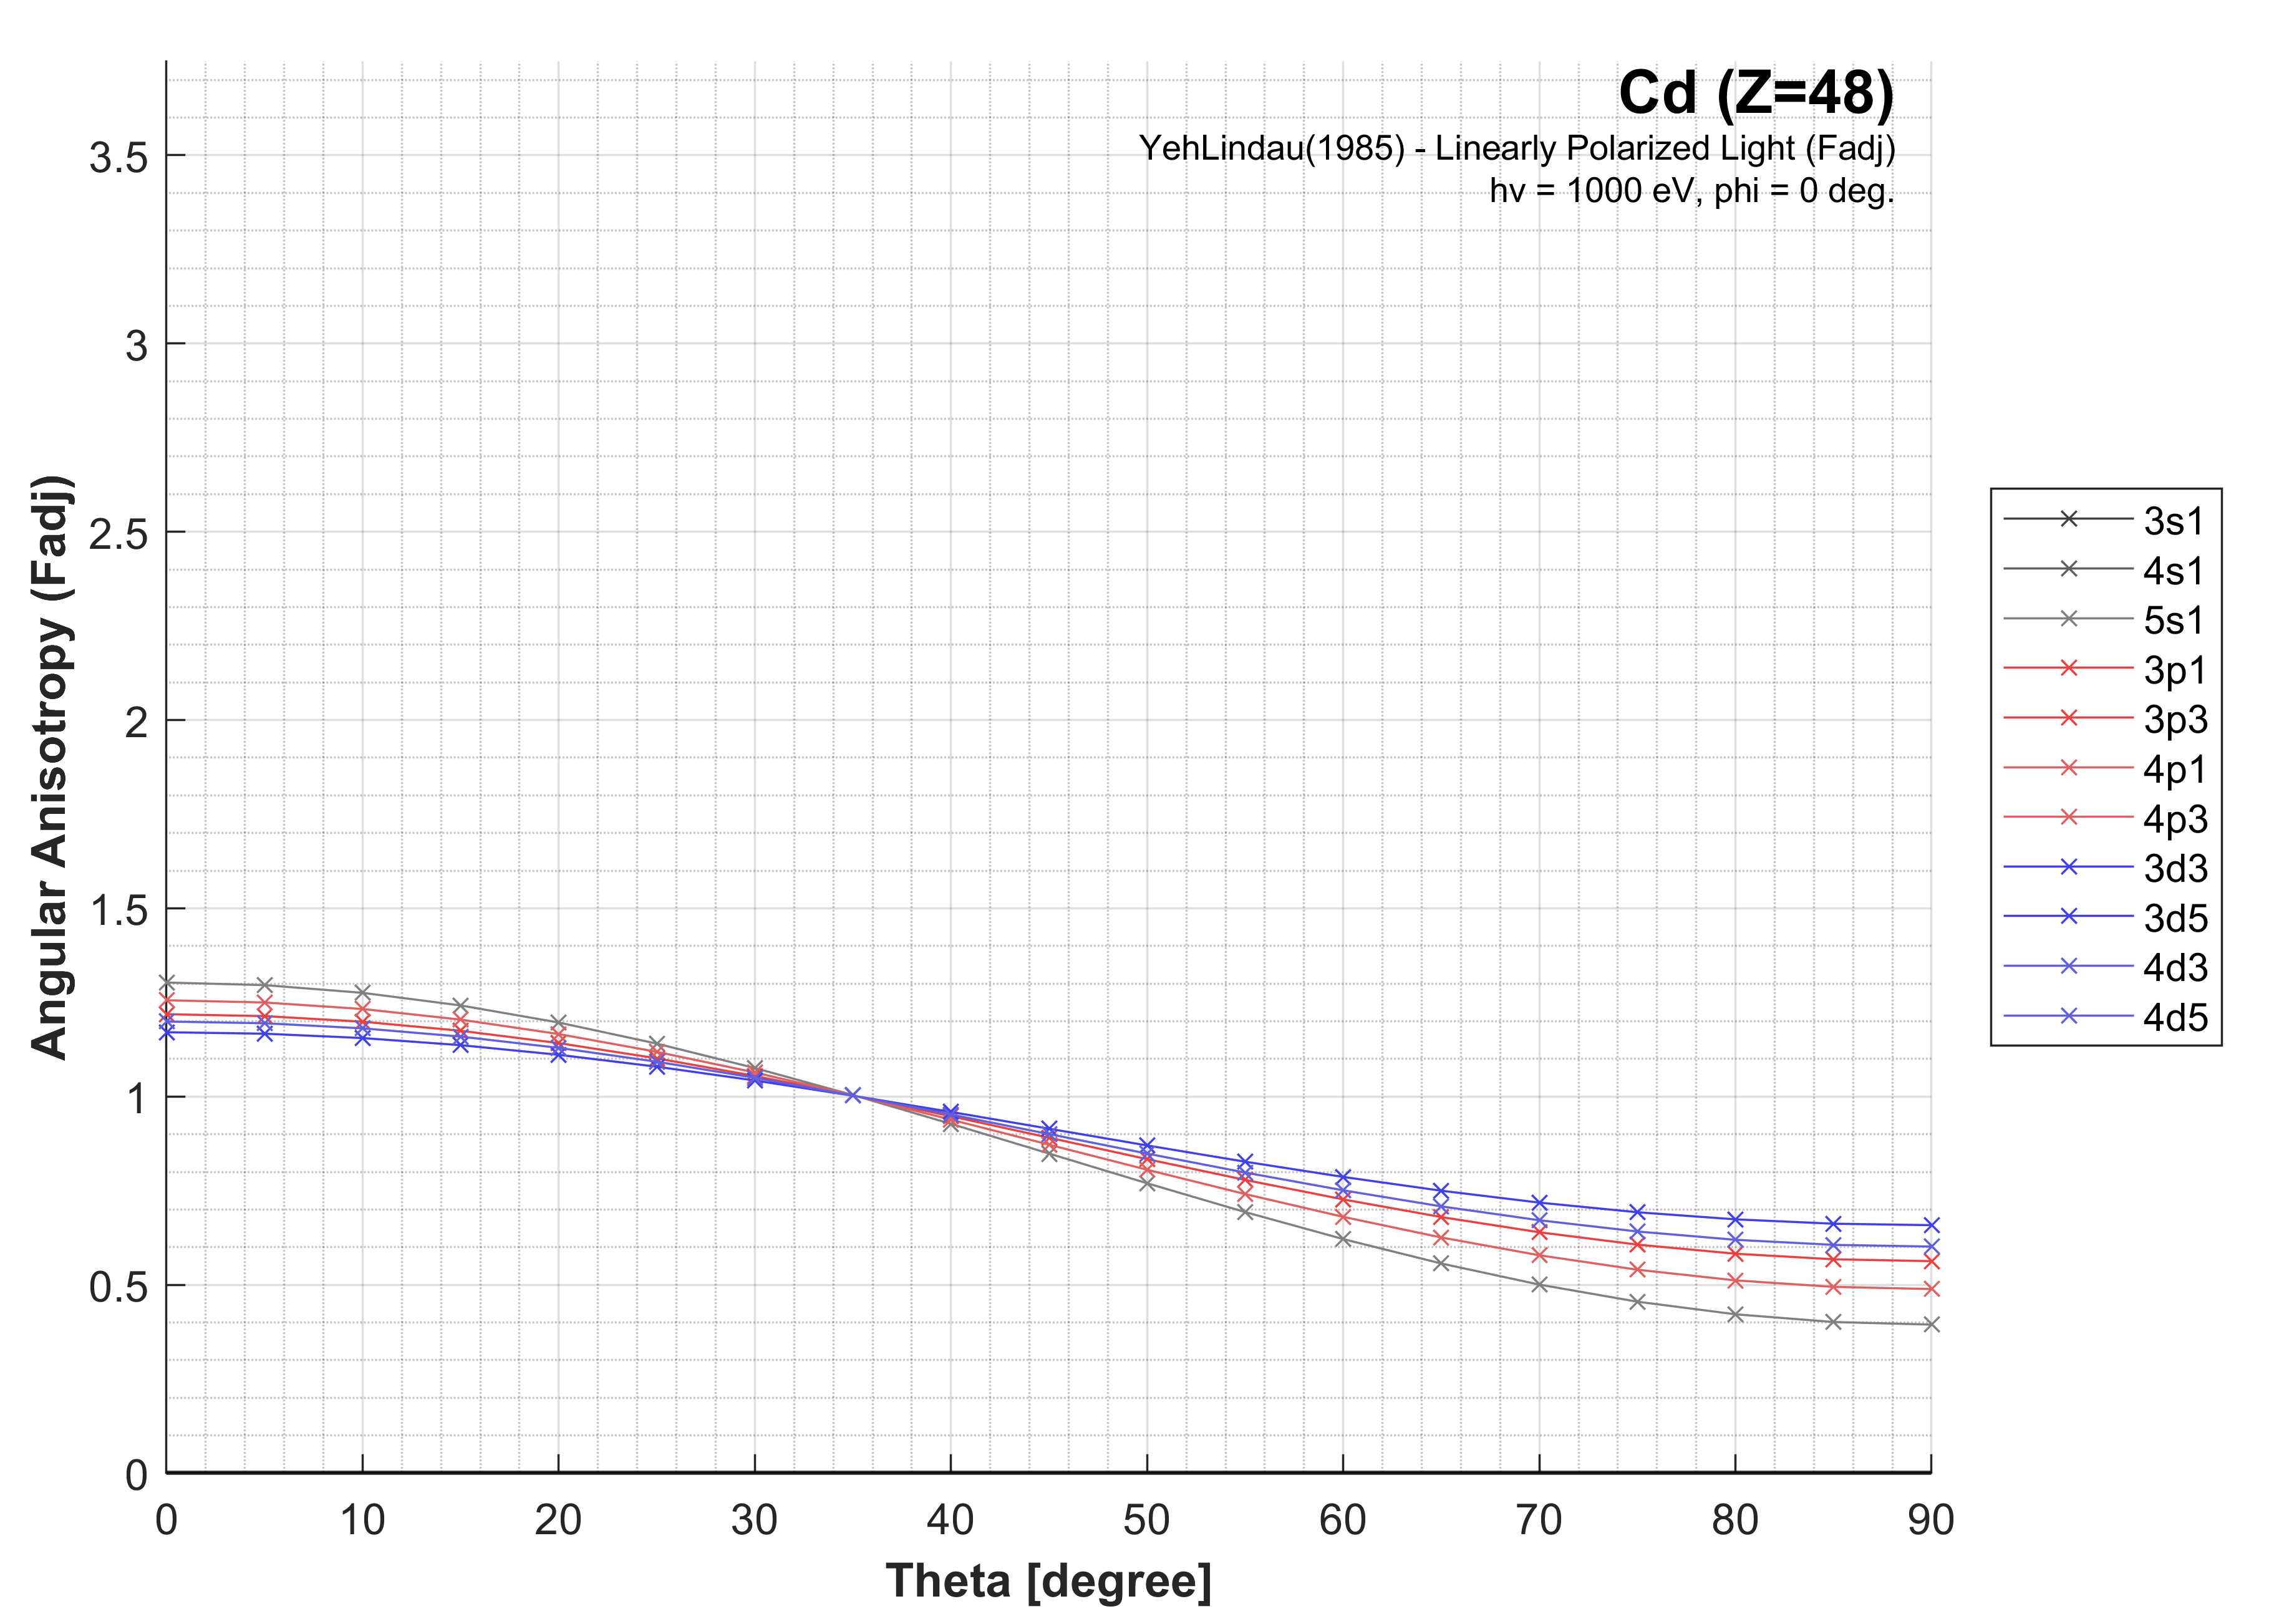 Cd (Z=48)
YehLindau(1985) - Linearly Polarized Light (Fadj)
hv = 1000 eV, phi = 0 deg.
Angular Anisotropy (Fadj)
3.5
3
2.5
2
1.5
1
0.5
0
0 10 20 30 40 50 60 70 80 90
Theta [degree]
3s1
4s1
5s1
3p1
3p3
4p1
4p3
3d3
3d5
4d3
4d5